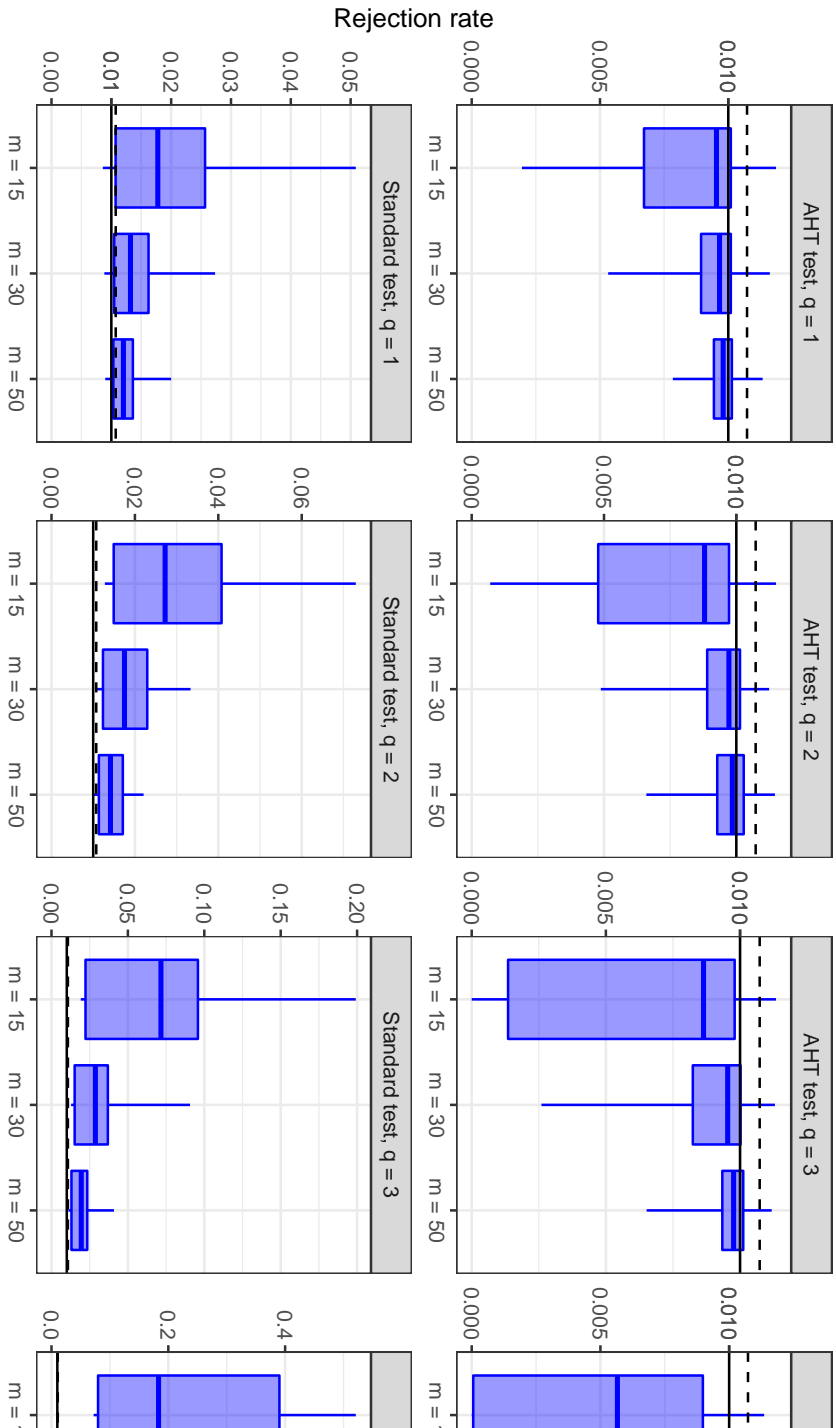 Rejection rate
AHT test, q = 1
0.010
0.005
0.000
m = 15
m = 30
m = 50
AHT test, q = 2
0.010
0.005
0.000
m = 15
m = 30
m = 50
AHT test, q = 3
0.010
0.005
0.000
m = 15
m = 30
m = 50
0.010
0.005
0.000
m =
Standard test, q = 1
0.05
0.04
0.03
0.02
0.01
0.00
m = 15
m = 30
m = 50
Standard test, q = 2
0.06
0.04
0.02
0.00
m = 15
m = 30
m = 50
Standard test, q = 3
0.20
0.15
0.10
0.05
0.00
m = 15
m = 30
m = 50
0.4
0.2
0.0
m =